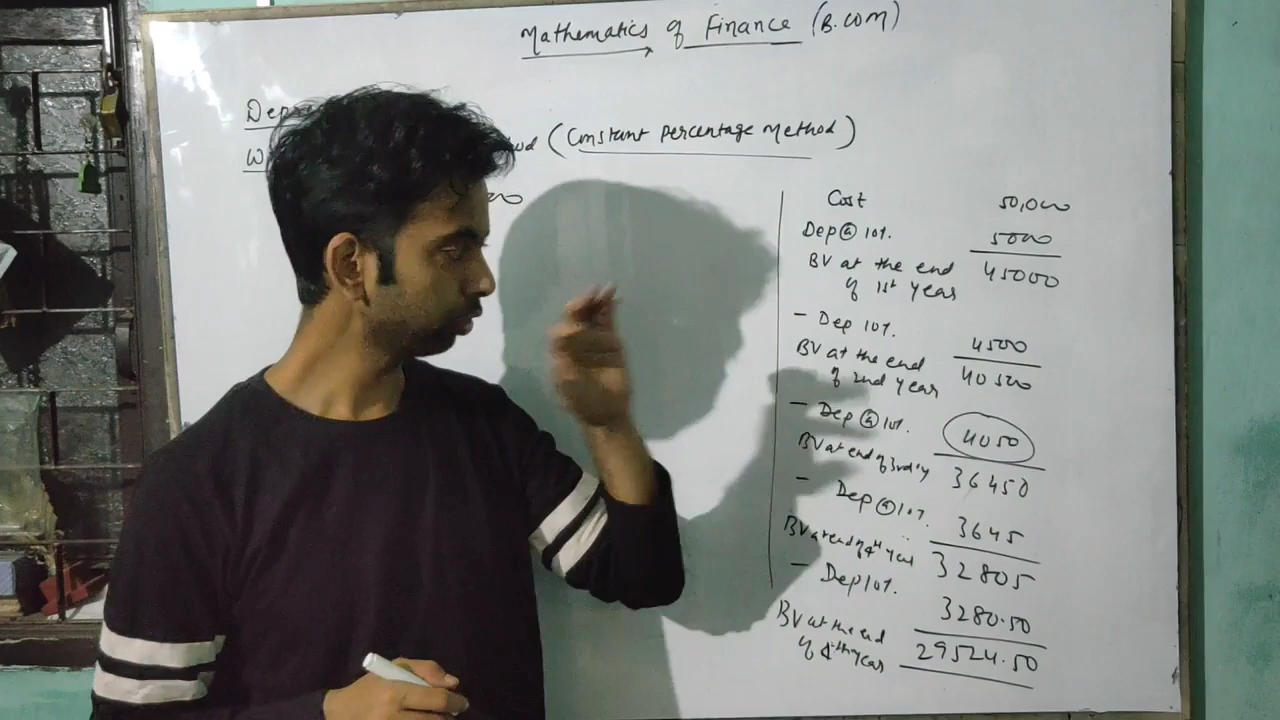 Mathematics of Finance (B.COM)
(Constant Percentage Method)
Cost 50,000
Dep @ 10%. 5000
BV at the end 45000
of 1st year
- Dep 10%. 4500
BV at the end 40500
of 2nd year
- Dep @ 10%. 4050
BV at end of 3rd y 36450
- Dep @ 10%. 3645
BV at end of 4th year 32805
- Dep 10%. 3280.50
BV at the end 29524.50
of year